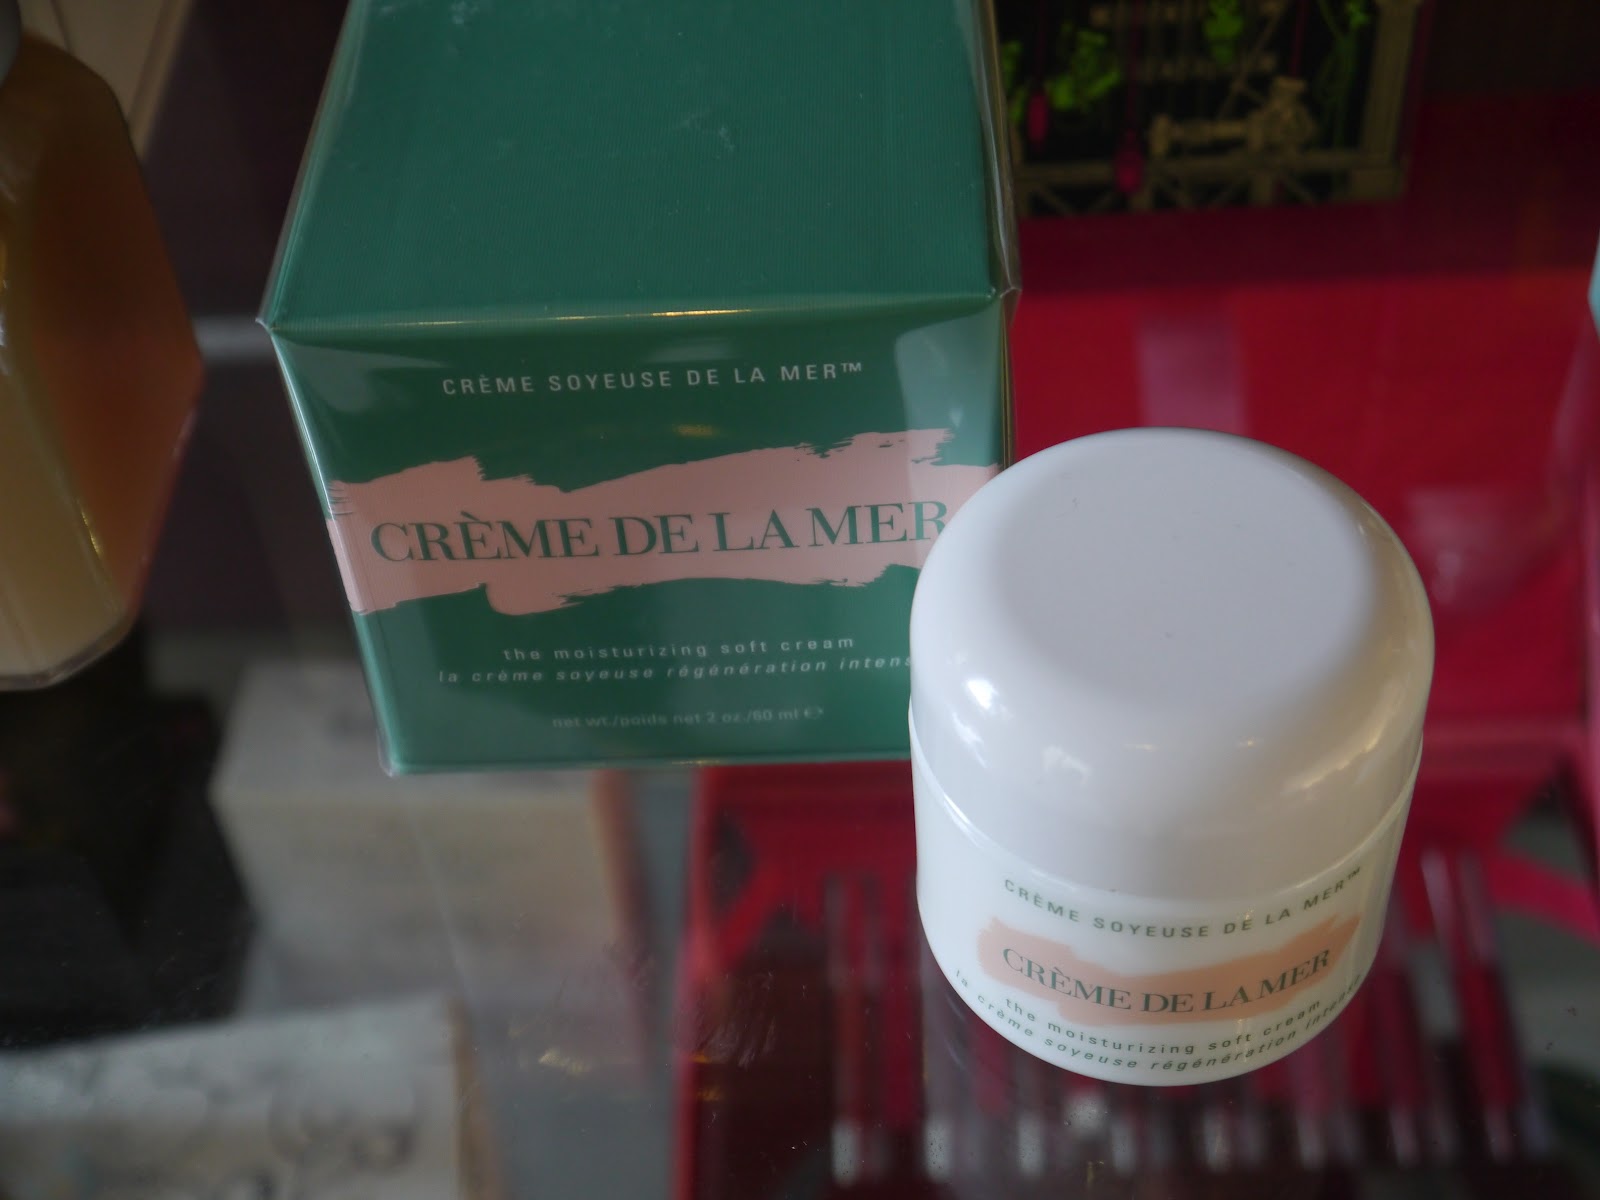 CRÈME SOYEUSE DE LA MER™
CRÈME DE LA MER
the moisturizing soft cream
la crème soyeuse régénération intens
net wt./poids net 2 oz./60 ml ℮
CRÈME SOYEUSE DE LA MER™
CRÈME DE LA MER
the moisturizing soft cream
la crème soyeuse régénération intense